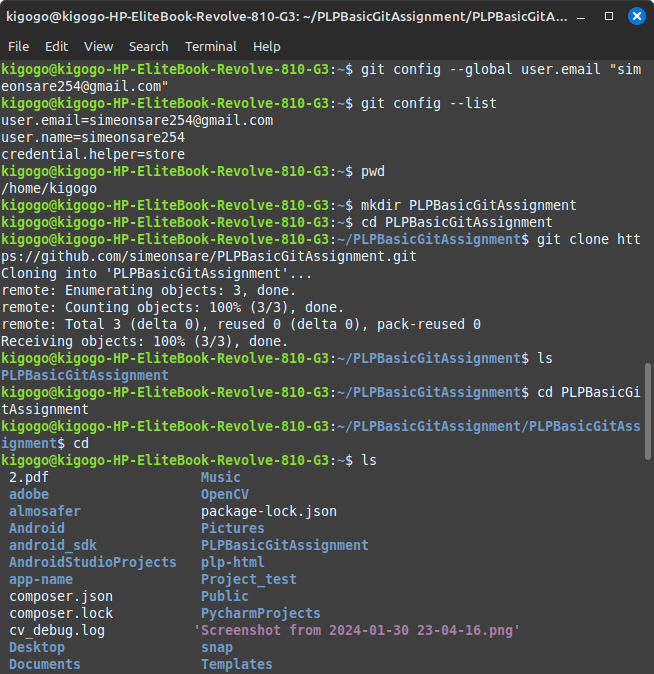 kigogo@kigogo-HP-EliteBook-Revolve-810-G3: ~/PLPBasicGitAssignment/PLPBasicGitA...
File Edit View Search Terminal Help
kigogo@kigogo-HP-EliteBook-Revolve-810-G3:~$ git config --global user.email "sim
eonsare254@gmail.com"
kigogo@kigogo-HP-EliteBook-Revolve-810-G3:~$ git config --list
user.email=simeonsare254@gmail.com
user.name=simeonsare254
credential.helper=store
kigogo@kigogo-HP-EliteBook-Revolve-810-G3:~$ pwd
/home/kigogo
kigogo@kigogo-HP-EliteBook-Revolve-810-G3:~$ mkdir PLPBasicGitAssignment
kigogo@kigogo-HP-EliteBook-Revolve-810-G3:~$ cd PLPBasicGitAssignment
kigogo@kigogo-HP-EliteBook-Revolve-810-G3:~/PLPBasicGitAssignment$ git clone htt
ps://github.com/simeonsare/PLPBasicGitAssignment.git
Cloning into 'PLPBasicGitAssignment'...
remote: Enumerating objects: 3, done.
remote: Counting objects: 100% (3/3), done.
remote: Total 3 (delta 0), reused 0 (delta 0), pack-reused 0
Receiving objects: 100% (3/3), done.
kigogo@kigogo-HP-EliteBook-Revolve-810-G3:~/PLPBasicGitAssignment$ ls
PLPBasicGitAssignment
kigogo@kigogo-HP-EliteBook-Revolve-810-G3:~/PLPBasicGitAssignment$ cd PLPBasicGi
tAssignment
kigogo@kigogo-HP-EliteBook-Revolve-810-G3:~/PLPBasicGitAssignment/PLPBasicGitAss
ignment$ cd
kigogo@kigogo-HP-EliteBook-Revolve-810-G3:~$ ls
2.pdf Music
adobe OpenCV
almosafer package-lock.json
Android Pictures
android_sdk PLPBasicGitAssignment
AndroidStudioProjects plp-html
app-name Project_test
composer.json Public
composer.lock PycharmProjects
cv_debug.log 'Screenshot from 2024-01-30 23-04-16.png'
Desktop snap
Documents Templates